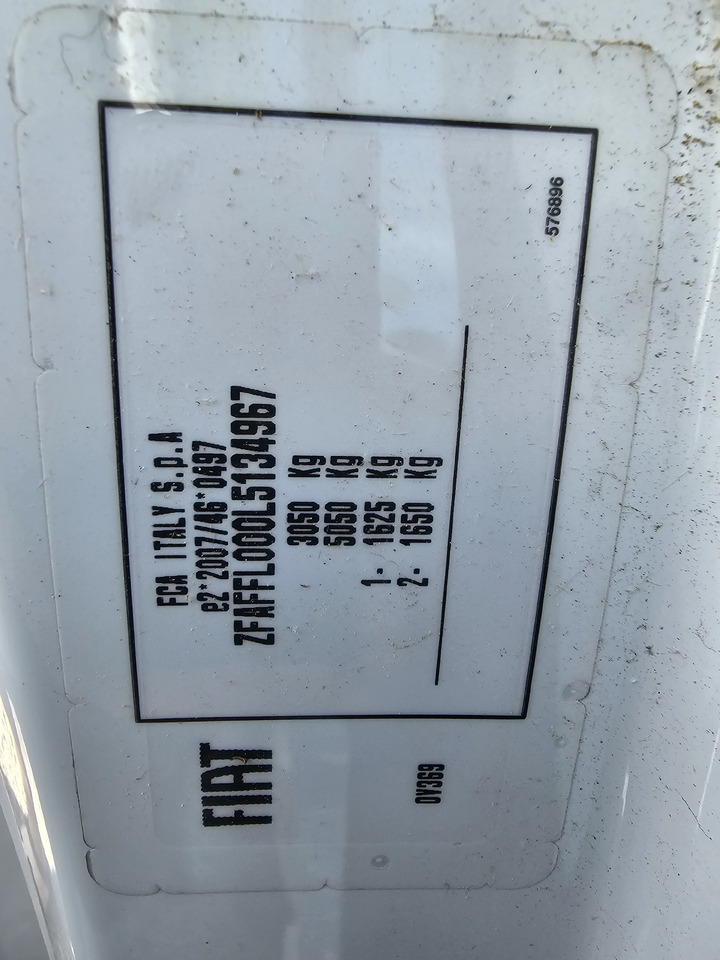 FIAT
FCA ITALY S.p.A
e2*2007/46*0497
ZFAFFL000L5134967
3050 Kg
5050 Kg
1- 1625 Kg
2- 1650 Kg
0V369
576896